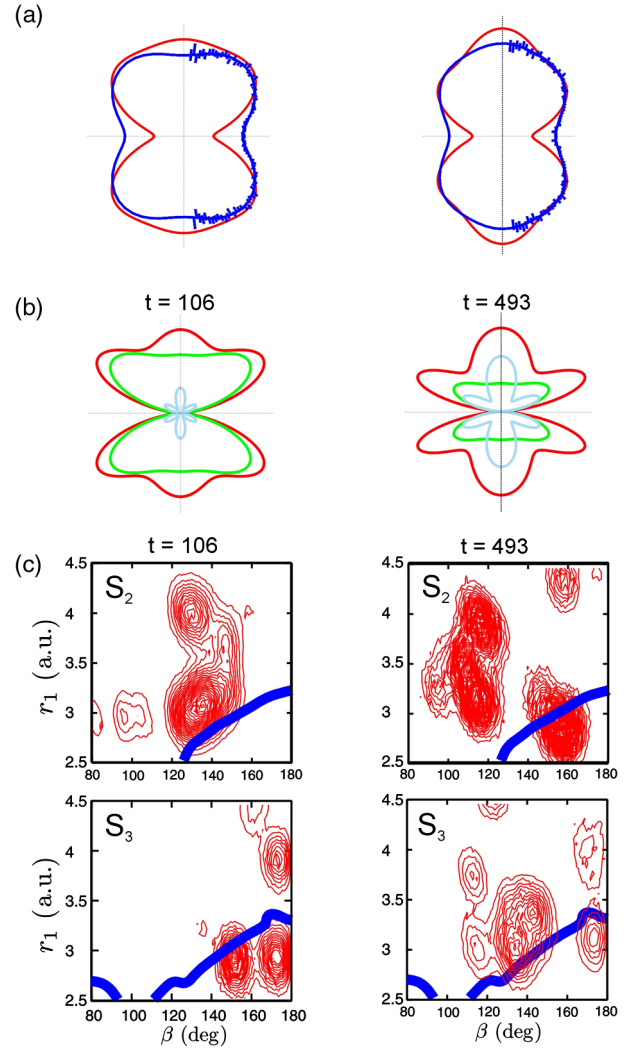 (a)
(b)
t = 106 t = 493
(c)
t = 106 t = 493
4.5 4.5
S2 S2
4 4
r1 (a.u.) 3.5 3.5
3 3
2.5 2.5
80 100 120 140 160 180 80 100 120 140 160 180
4.5 4.5
S3 S3
4 4
r1 (a.u.) 3.5 3.5
3 3
2.5 2.5
80 100 120 140 160 180 80 100 120 140 160 180
β (deg) β (deg)